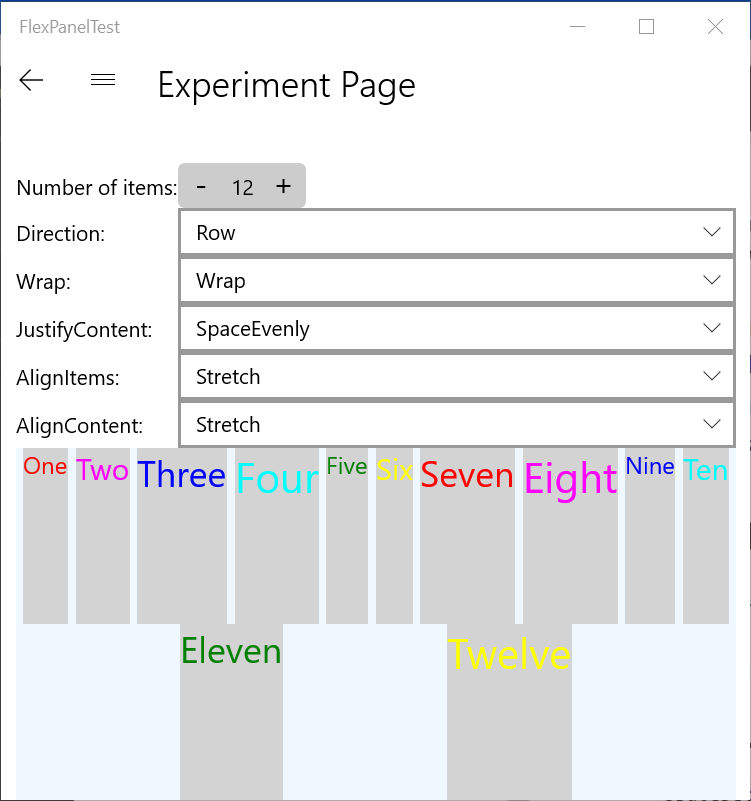 FlexPanelTest
Experiment Page
Number of items: - 12 +
Direction: Row
Wrap: Wrap
JustifyContent: SpaceEvenly
AlignItems: Stretch
AlignContent: Stretch
One Two Three Four Five Six Seven Eight Nine Ten
Eleven Twelve